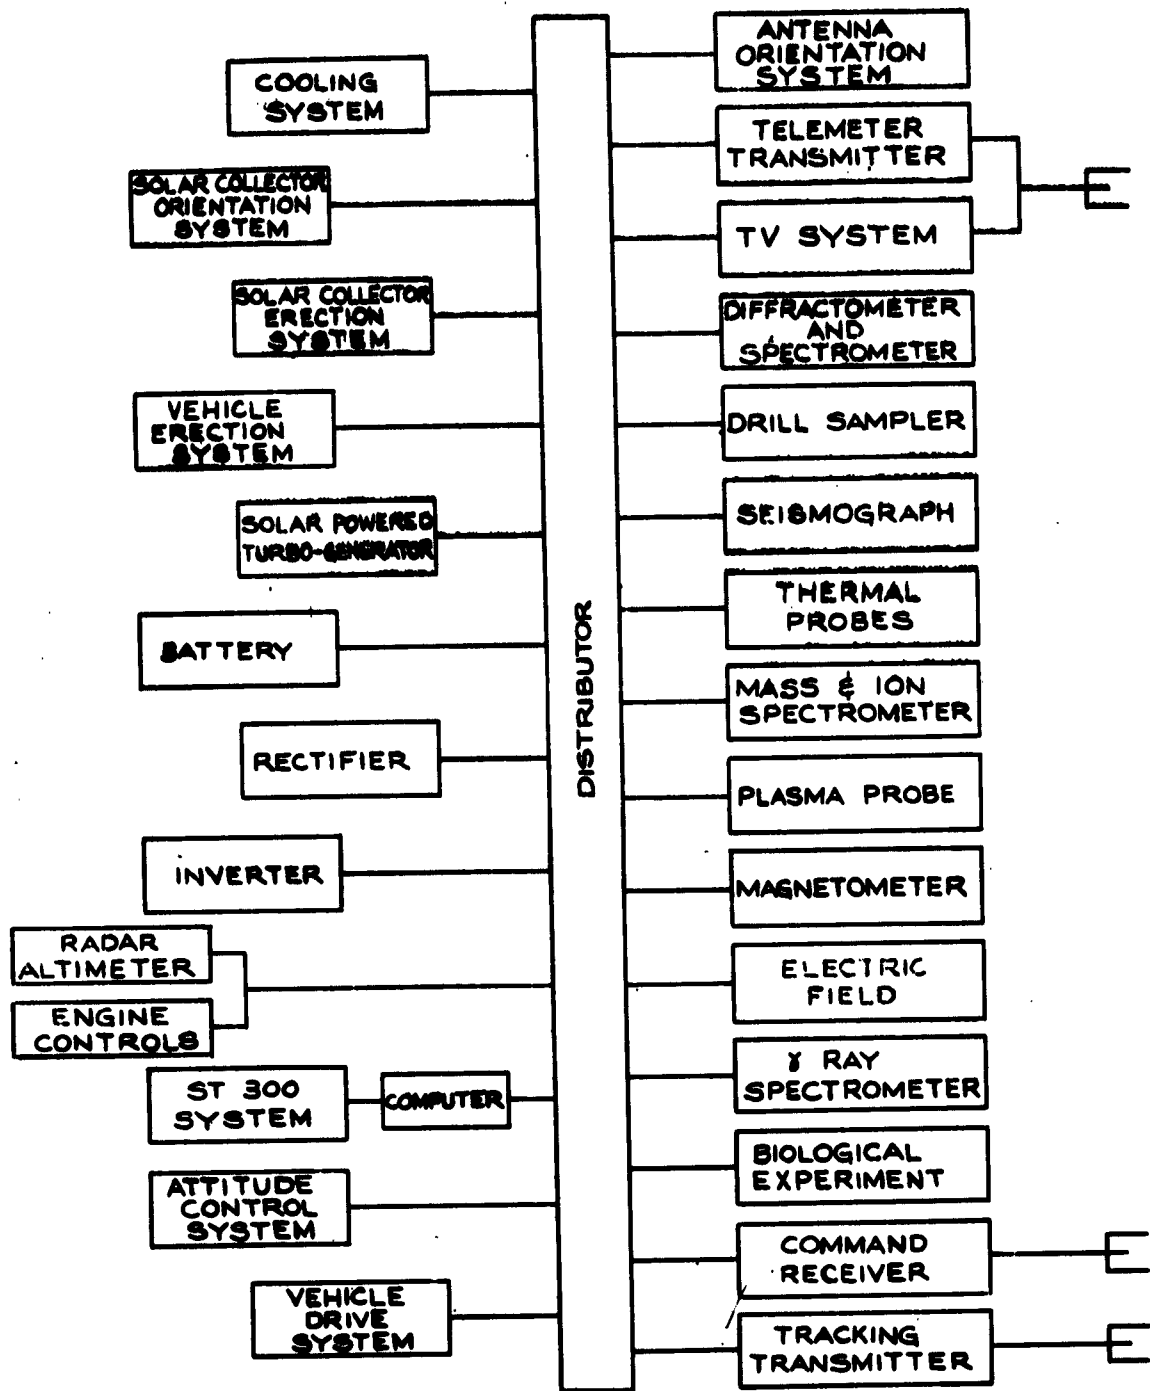 COOLING
SYSTEM
SOLAR COLLECTOR
ORIENTATION
SYSTEM
SOLAR COLLECTOR
ERECTION
SYSTEM
VEHICLE
ERECTION
SYSTEM
SOLAR POWERED
TURBO-GENERATOR
BATTERY
RECTIFIER
INVERTER
RADAR
ALTIMETER
ENGINE
CONTROLS
ST 300
SYSTEM
COMPUTER
ATTITUDE
CONTROL
SYSTEM
VEHICLE
DRIVE
SYSTEM
DISTRIBUTOR
ANTENNA
ORIENTATION
SYSTEM
TELEMETER
TRANSMITTER
TV SYSTEM
DIFFRACTOMETER
AND
SPECTROMETER
DRILL SAMPLER
SEISMOGRAPH
THERMAL
PROBES
MASS & ION
SPECTROMETER
PLASMA PROBE
MAGNETOMETER
ELECTRIC
FIELD
γ RAY
SPECTROMETER
BIOLOGICAL
EXPERIMENT
COMMAND
RECEIVER
TRACKING
TRANSMITTER